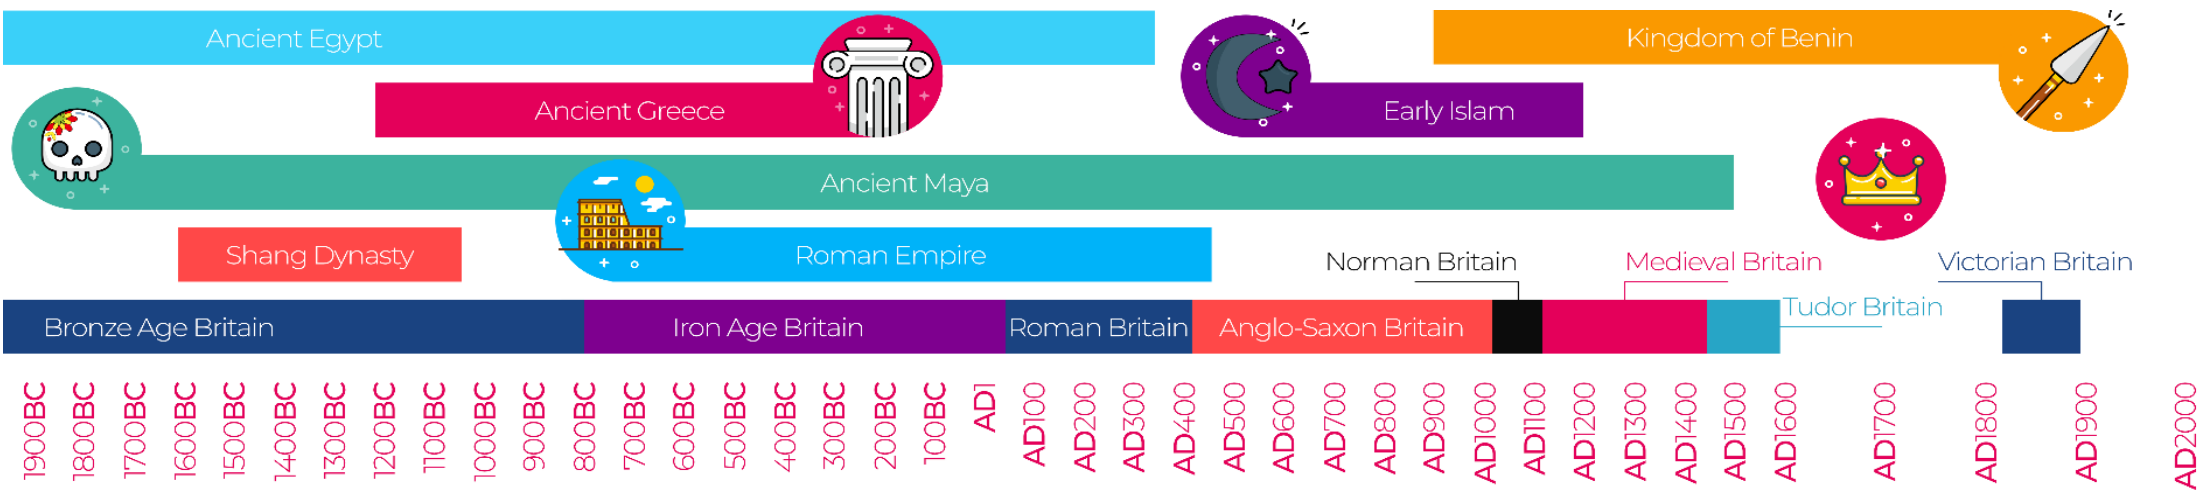 Ancient Egypt
Kingdom of Benin
Ancient Greece
Early Islam
Ancient Maya
Shang Dynasty
Roman Empire
Norman Britain
Medieval Britain
Victorian Britain
Tudor Britain
Bronze Age Britain
Iron Age Britain
Roman Britain
Anglo-Saxon Britain
1900BC
1800BC
1700BC
1600BC
1500BC
1400BC
1300BC
1200BC
1100BC
1000BC
900BC
800BC
700BC
600BC
500BC
400BC
300BC
200BC
100BC
AD1
AD100
AD200
AD300
AD400
AD500
AD600
AD700
AD800
AD900
AD1000
AD1100
AD1200
AD1300
AD1400
AD1500
AD1600
AD1700
AD1800
AD1900
AD2000